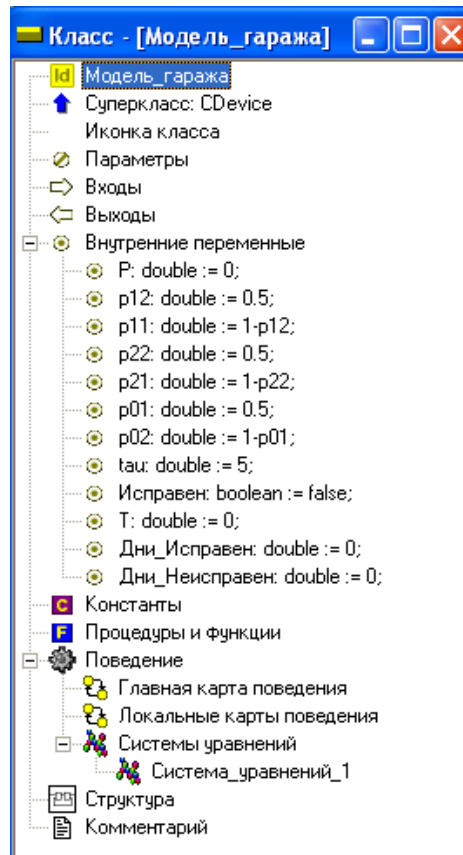 Класс - [Модель_гаража]
Id Модель_гаража
Суперкласс: CDevice
Иконка класса
Параметры
Входы
Выходы
Внутренние переменные
P: double := 0;
p12: double := 0.5;
p11: double := 1-p12;
p22: double := 0.5;
p21: double := 1-p22;
p01: double := 0.5;
p02: double := 1-p01;
tau: double := 5;
Исправен: boolean := false;
T: double := 0;
Дни_Исправен: double := 0;
Дни_Неисправен: double := 0;
C Константы
F Процедуры и функции
Поведение
Главная карта поведения
Локальные карты поведения
Системы уравнений
Система_уравнений_1
Структура
Комментарий